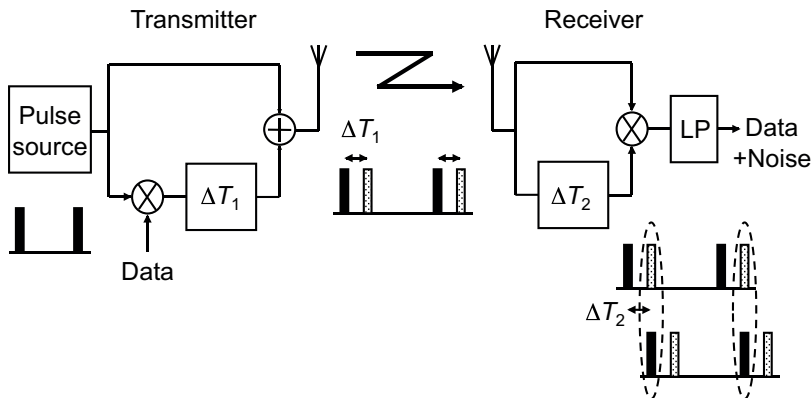 Transmitter
Receiver
Pulse
source
ΔT1
Data
ΔT1
ΔT2
LP
Data
+Noise
ΔT2